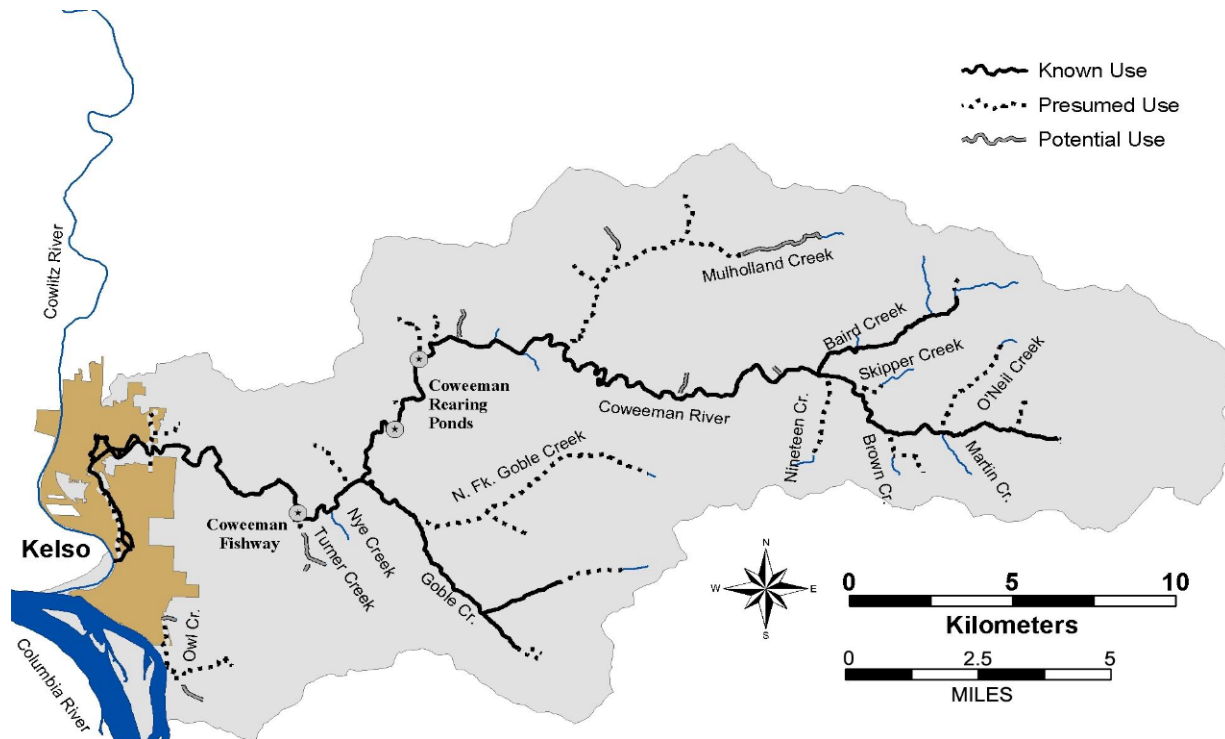 Known Use
Presumed Use
Potential Use
Cowlitz River
Mulholland Creek
Baird Creek
Skipper Creek
O'Neil Creek
Coweeman
Rearing
Ponds
Coweeman River
Nineteen Cr.
Brown Cr.
Martin Cr.
N. Fk. Goble Creek
Coweeman
Fishway
Nye Creek
Turner Creek
Goble Cr.
Kelso
Owl Cr.
Columbia River
N
W
E
S
0 5 10
Kilometers
0 2.5 5
MILES